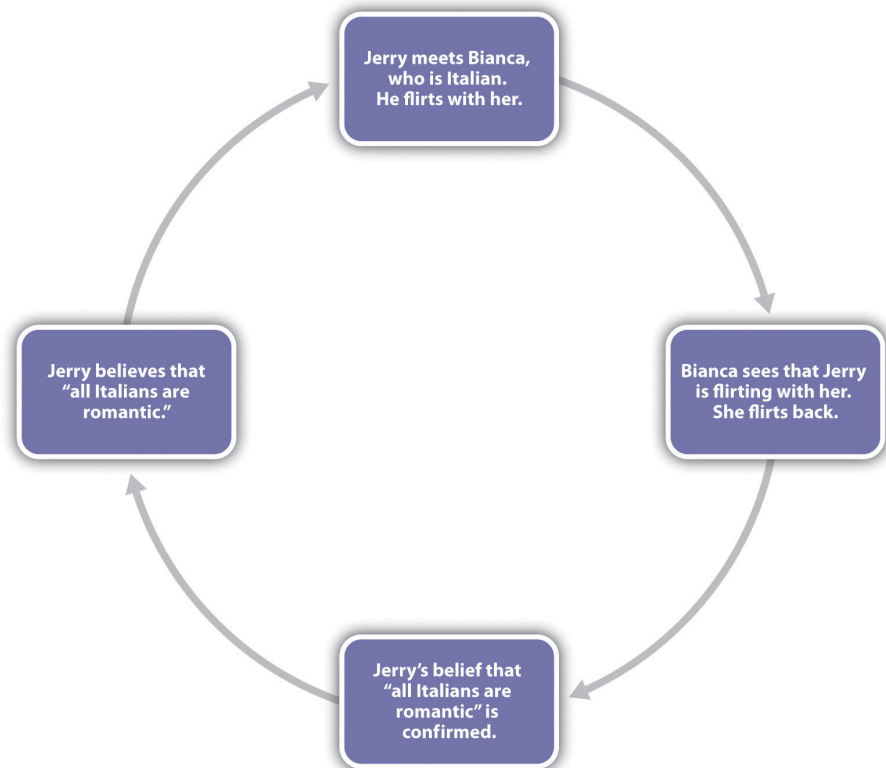 Jerry meets Bianca,
who is Italian.
He flirts with her.
Bianca sees that Jerry
is flirting with her.
She flirts back.
Jerry’s belief that
“all Italians are
romantic” is
confirmed.
Jerry believes that
“all Italians are
romantic.”